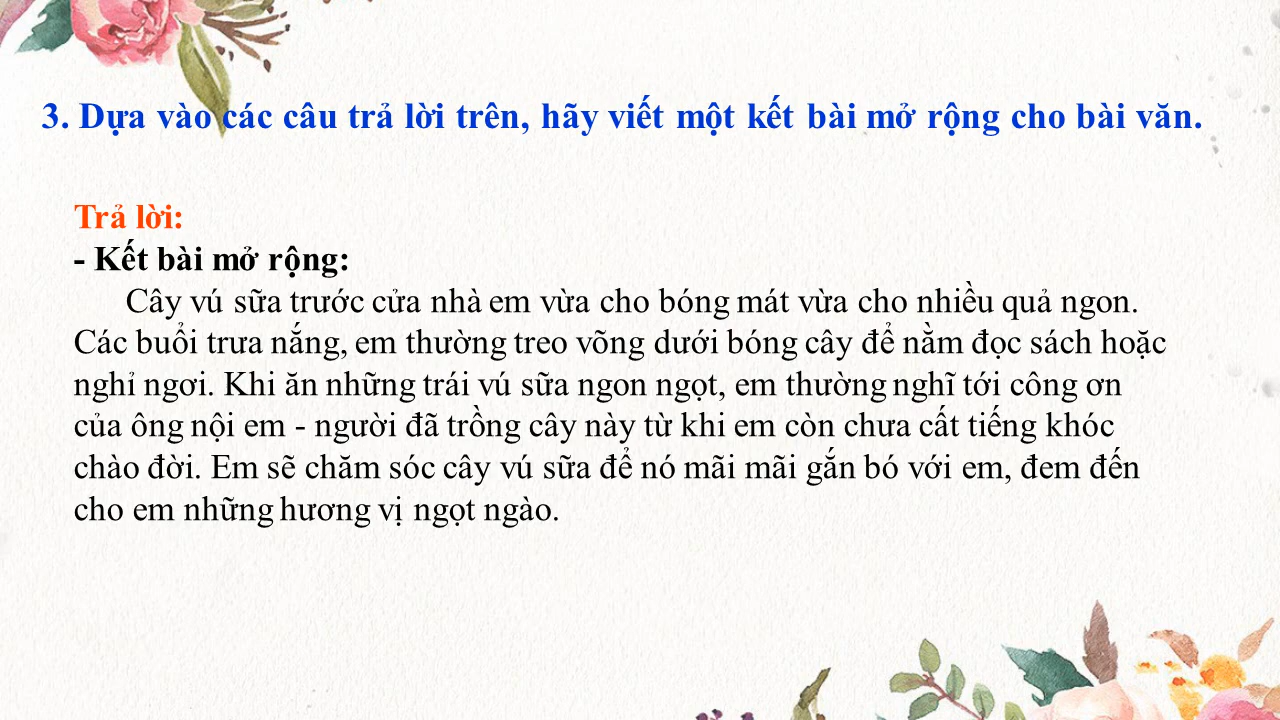 3. Dựa vào các câu trả lời trên, hãy viết một kết bài mở rộng cho bài văn.
Trả lời:
- Kết bài mở rộng:
Cây vú sữa trước cửa nhà em vừa cho bóng mát vừa cho nhiều quả ngon.
Các buổi trưa nắng, em thường treo võng dưới bóng cây để nằm đọc sách hoặc
nghỉ ngơi. Khi ăn những trái vú sữa ngon ngọt, em thường nghĩ tới công ơn
của ông nội em - người đã trồng cây này từ khi em còn chưa cất tiếng khóc
chào đời. Em sẽ chăm sóc cây vú sữa để nó mãi mãi gắn bó với em, đem đến
cho em những hương vị ngọt ngào.